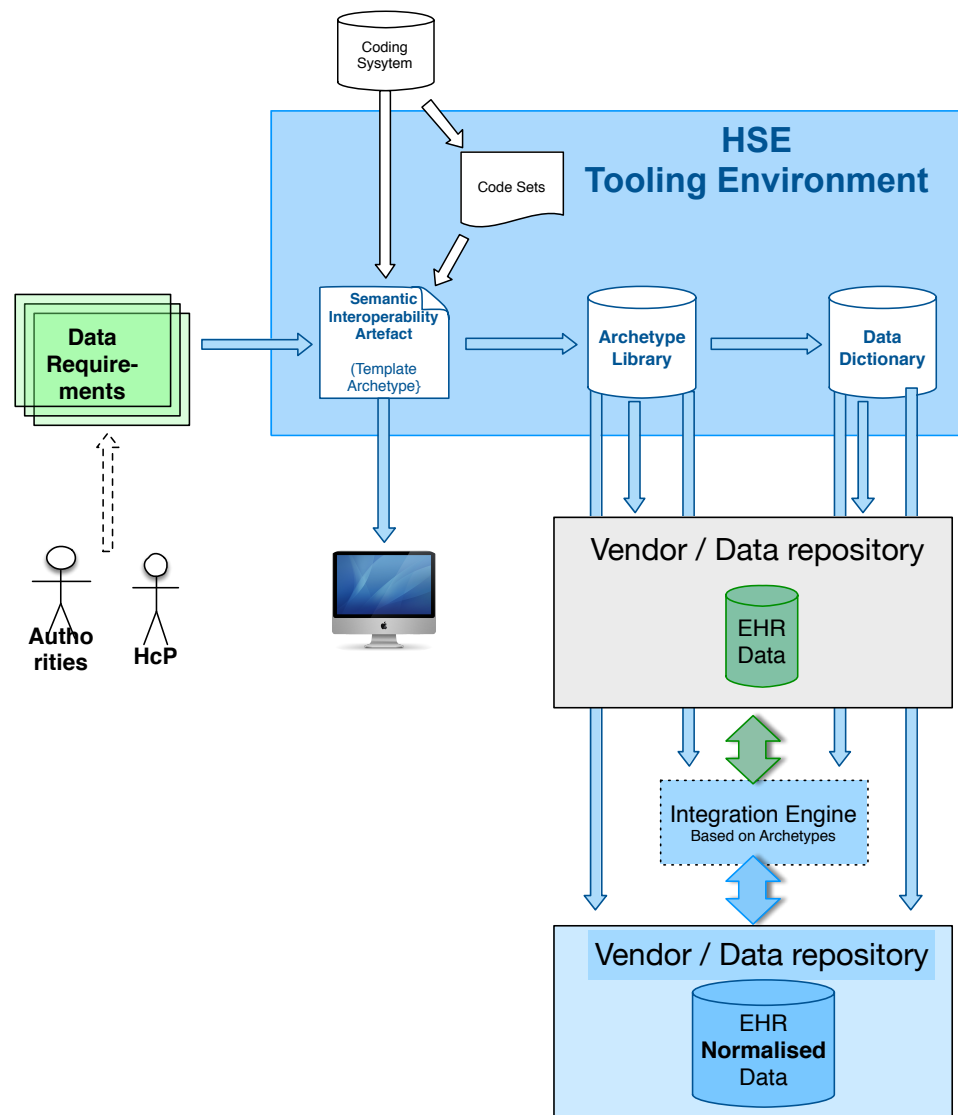 Coding
Sysytem
HSE
Tooling Environment
Code Sets
Semantic
Interoperability
Artefact
(Template
Archetype}
Archetype
Library
Data
Dictionary
Data
Require-
ments
Autho
rities
HcP
Vendor / Data repository
EHR
Data
Integration Engine
Based on Archetypes
Vendor / Data repository
EHR
Normalised
Data